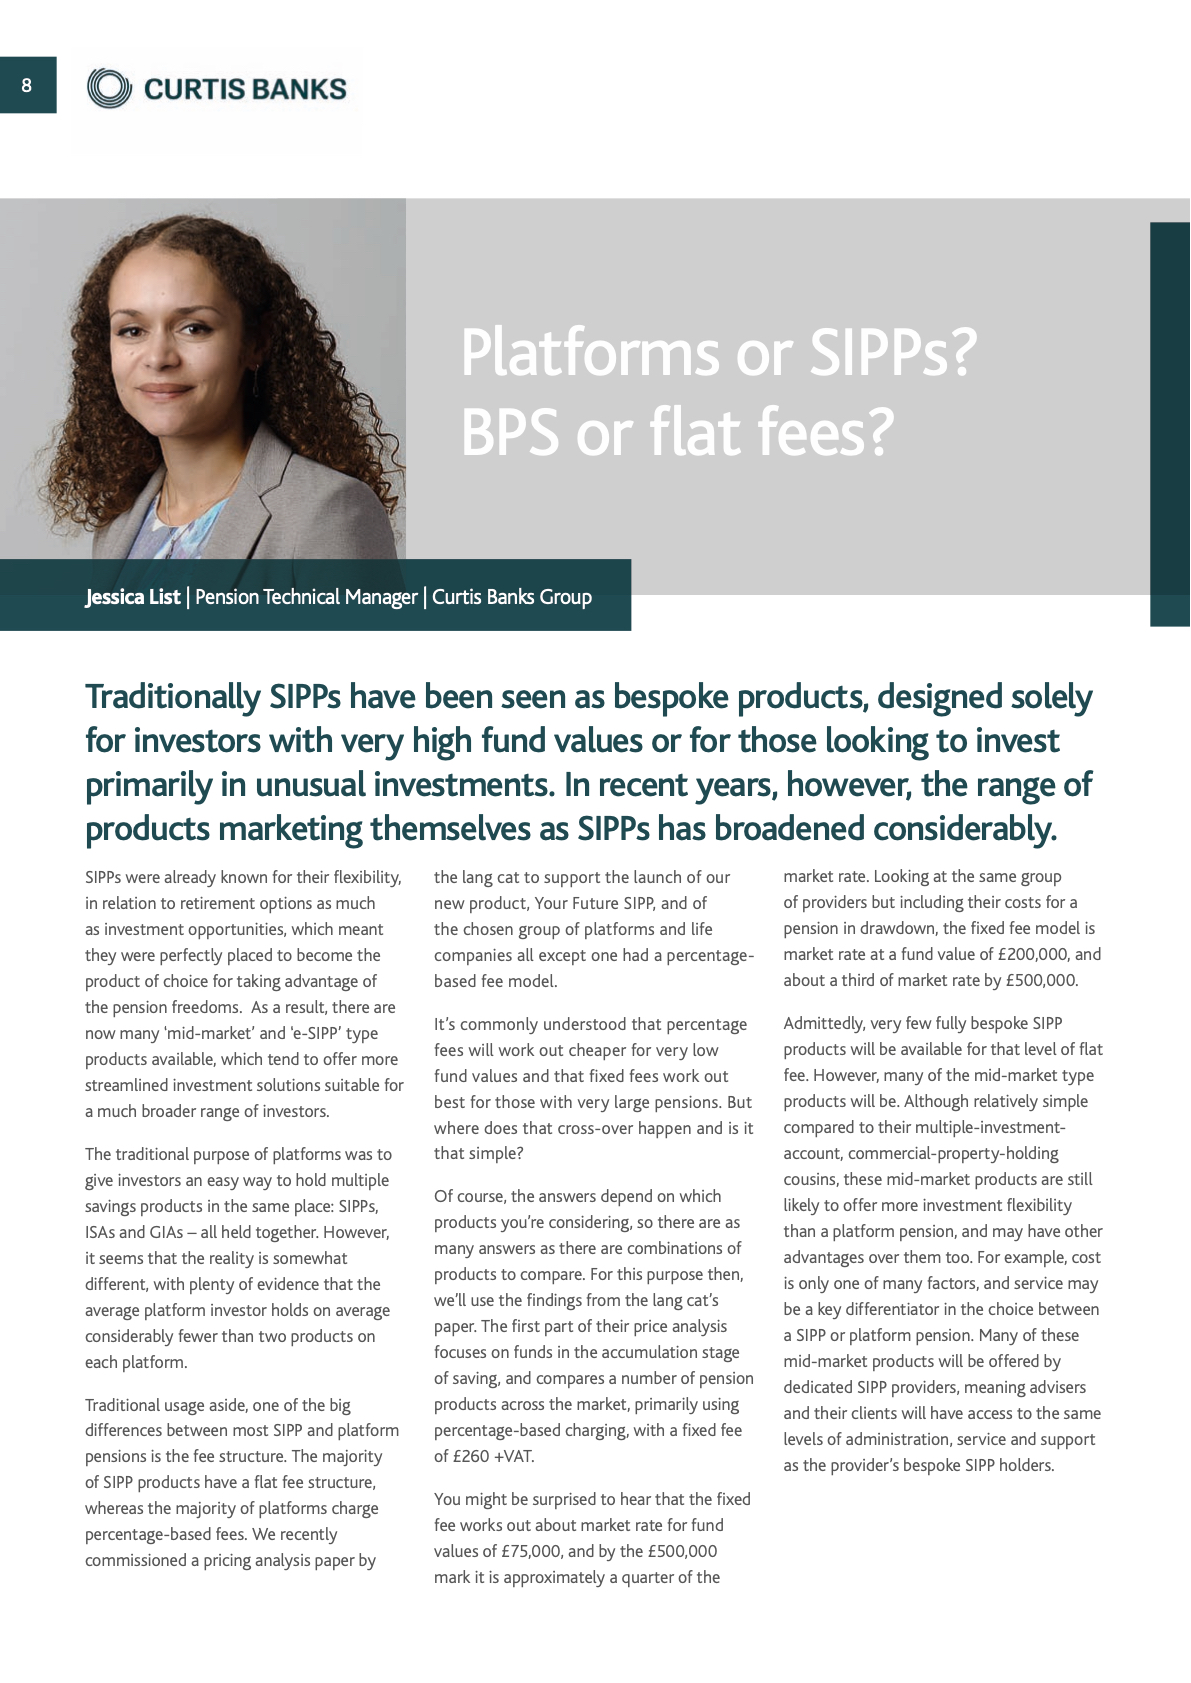 8
CURTIS BANKS
Platforms or SIPPs?
BPS or flat fees?
Jessica List | Pension Technical Manager | Curtis Banks Group
Traditionally SIPPs have been seen as bespoke products, designed solely
for investors with very high fund values or for those looking to invest
primarily in unusual investments. In recent years, however, the range of
products marketing themselves as SIPPs has broadened considerably.
SIPPs were already known for their flexibility,
in relation to retirement options as much
as investment opportunities, which meant
they were perfectly placed to become the
product of choice for taking advantage of
the pension freedoms.  As a result, there are
now many ‘mid-market’ and ‘e-SIPP’ type
products available, which tend to offer more
streamlined investment solutions suitable for
a much broader range of investors.
The traditional purpose of platforms was to
give investors an easy way to hold multiple
savings products in the same place: SIPPs,
ISAs and GIAs – all held together. However,
it seems that the reality is somewhat
different, with plenty of evidence that the
average platform investor holds on average
considerably fewer than two products on
each platform.
Traditional usage aside, one of the big
differences between most SIPP and platform
pensions is the fee structure. The majority
of SIPP products have a flat fee structure,
whereas the majority of platforms charge
percentage-based fees. We recently
commissioned a pricing analysis paper by
the lang cat to support the launch of our
new product, Your Future SIPP, and of
the chosen group of platforms and life
companies all except one had a percentage-
based fee model.
It’s commonly understood that percentage
fees will work out cheaper for very low
fund values and that fixed fees work out
best for those with very large pensions. But
where does that cross-over happen and is it
that simple?
Of course, the answers depend on which
products you’re considering, so there are as
many answers as there are combinations of
products to compare. For this purpose then,
we’ll use the findings from the lang cat’s
paper. The first part of their price analysis
focuses on funds in the accumulation stage
of saving, and compares a number of pension
products across the market, primarily using
percentage-based charging, with a fixed fee
of £260 +VAT.
You might be surprised to hear that the fixed
fee works out about market rate for fund
values of £75,000, and by the £500,000
mark it is approximately a quarter of the
market rate. Looking at the same group
of providers but including their costs for a
pension in drawdown, the fixed fee model is
market rate at a fund value of £200,000, and
about a third of market rate by £500,000.
Admittedly, very few fully bespoke SIPP
products will be available for that level of flat
fee. However, many of the mid-market type
products will be. Although relatively simple
compared to their multiple-investment-
account, commercial-property-holding
cousins, these mid-market products are still
likely to offer more investment flexibility
than a platform pension, and may have other
advantages over them too. For example, cost
is only one of many factors, and service may
be a key differentiator in the choice between
a SIPP or platform pension. Many of these
mid-market products will be offered by
dedicated SIPP providers, meaning advisers
and their clients will have access to the same
levels of administration, service and support
as the provider’s bespoke SIPP holders.